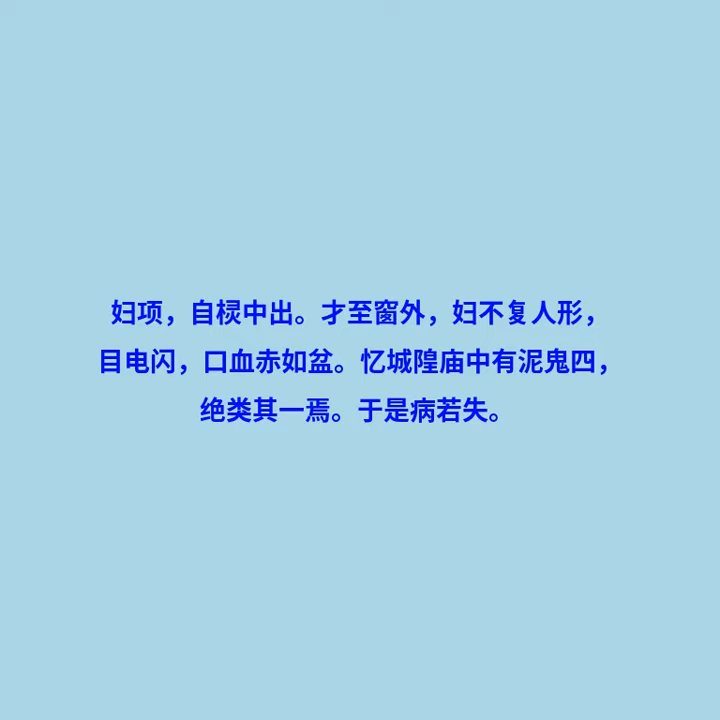 妇项，自棂中出。才至窗外，妇不复人形，
目电闪，口血赤如盆。忆城隍庙中有泥鬼四，
绝类其一焉。于是病若失。